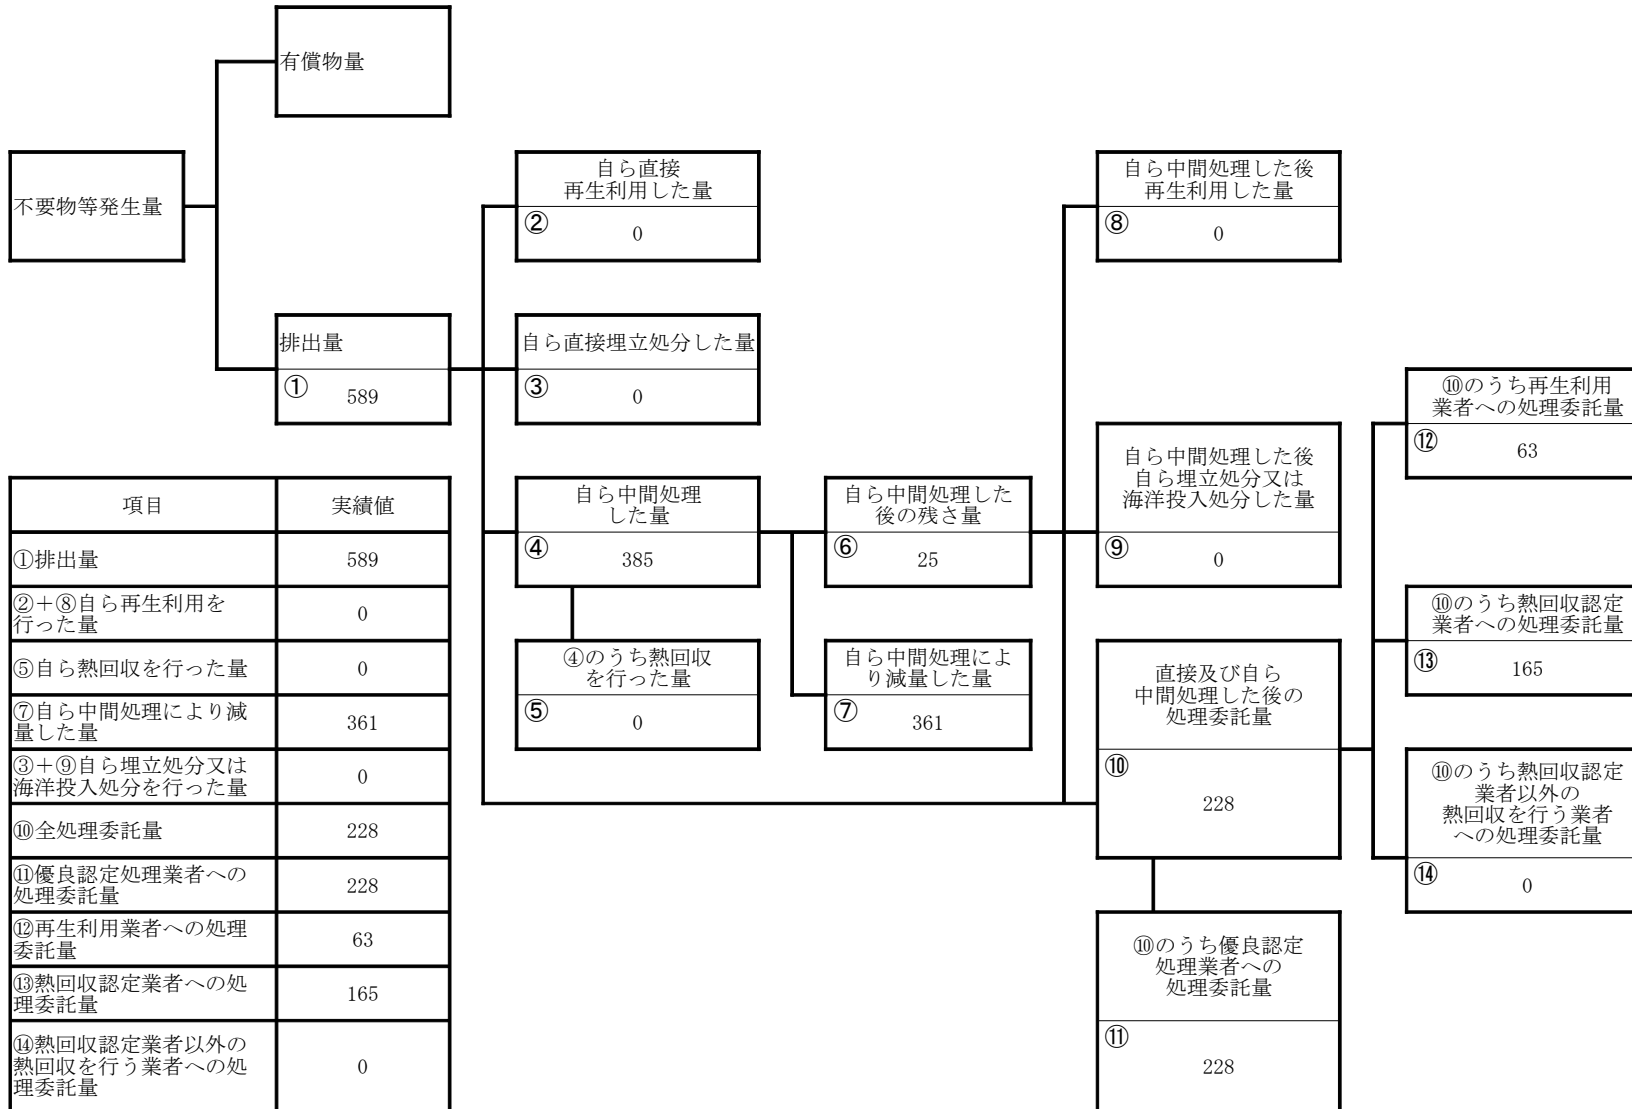 有償物量
不要物等発生量
自ら直接
再生利用した量
②
0
自ら中間処理した後
再生利用した量
⑧
0
排出量
①
589
自ら直接埋立処分した量
③
0
⑩のうち再生利用
業者への処理委託量
⑫
63
自ら中間処理
した量
④
385
自ら中間処理した
後の残さ量
⑥
25
自ら中間処理した後
自ら埋立処分又は
海洋投入処分した量
⑨
0
④のうち熱回収
を行った量
⑤
0
自ら中間処理によ
り減量した量
⑦
361
直接及び自ら
中間処理した後の
処理委託量
⑩
228
⑩のうち熱回収認定
業者への処理委託量
⑬
165
⑩のうち熱回収認定
業者以外の
熱回収を行う業者
への処理委託量
⑭
0
⑩のうち優良認定
処理業者への
処理委託量
⑪
228
項目 実績値
①排出量 589
②＋⑧自ら再生利用を
行った量 0
⑤自ら熱回収を行った量 0
⑦自ら中間処理により減
量した量 361
③＋⑨自ら埋立処分又は
海洋投入処分を行った量 0
⑩全処理委託量 228
⑪優良認定処理業者への
処理委託量 228
⑫再生利用業者への処理
委託量 63
⑬熱回収認定業者への処
理委託量 165
⑭熱回収認定業者以外の
熱回収を行う業者への処
理委託量 0